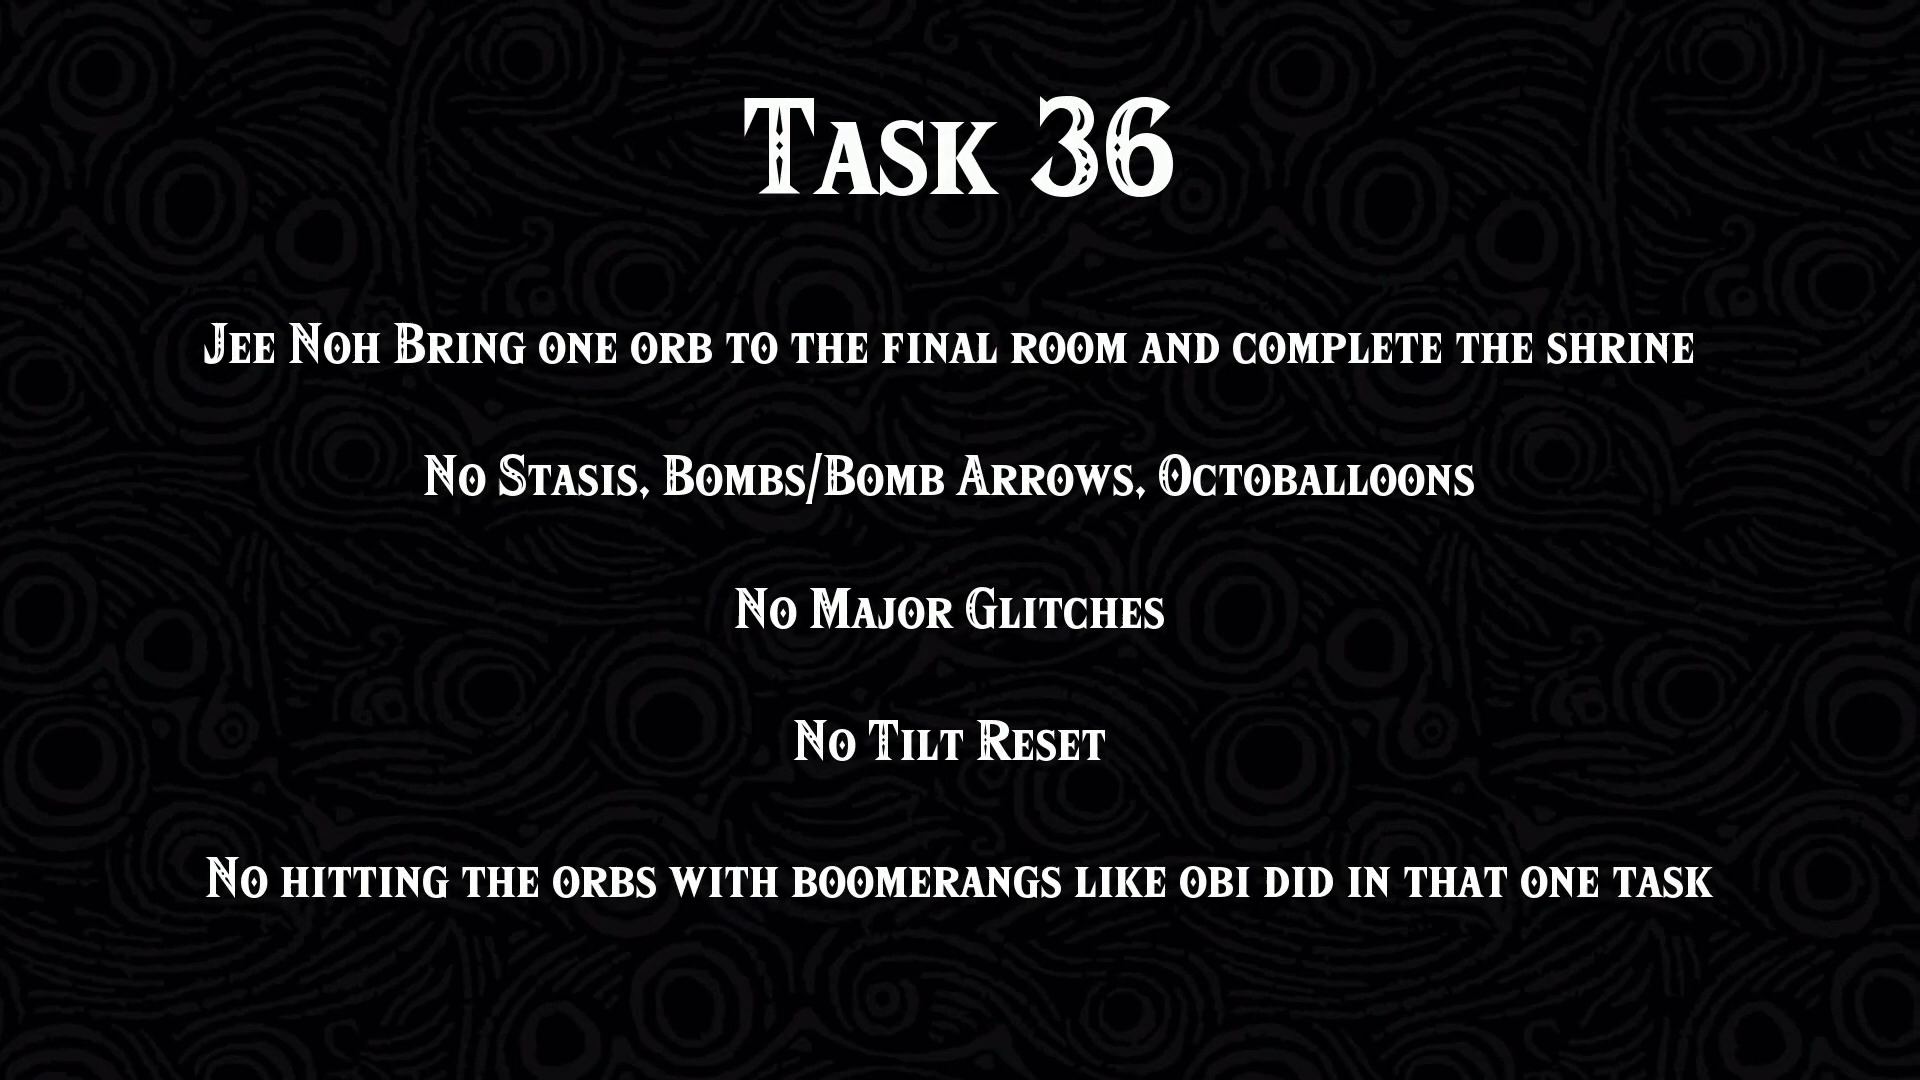 Task 36
Jee Noh Bring one orb to the final room and complete the shrine
No Stasis, Bombs/Bomb Arrows, Octoballoons
No Major Glitches
No Tilt Reset
No hitting the orbs with boomerangs like obi did in that one task